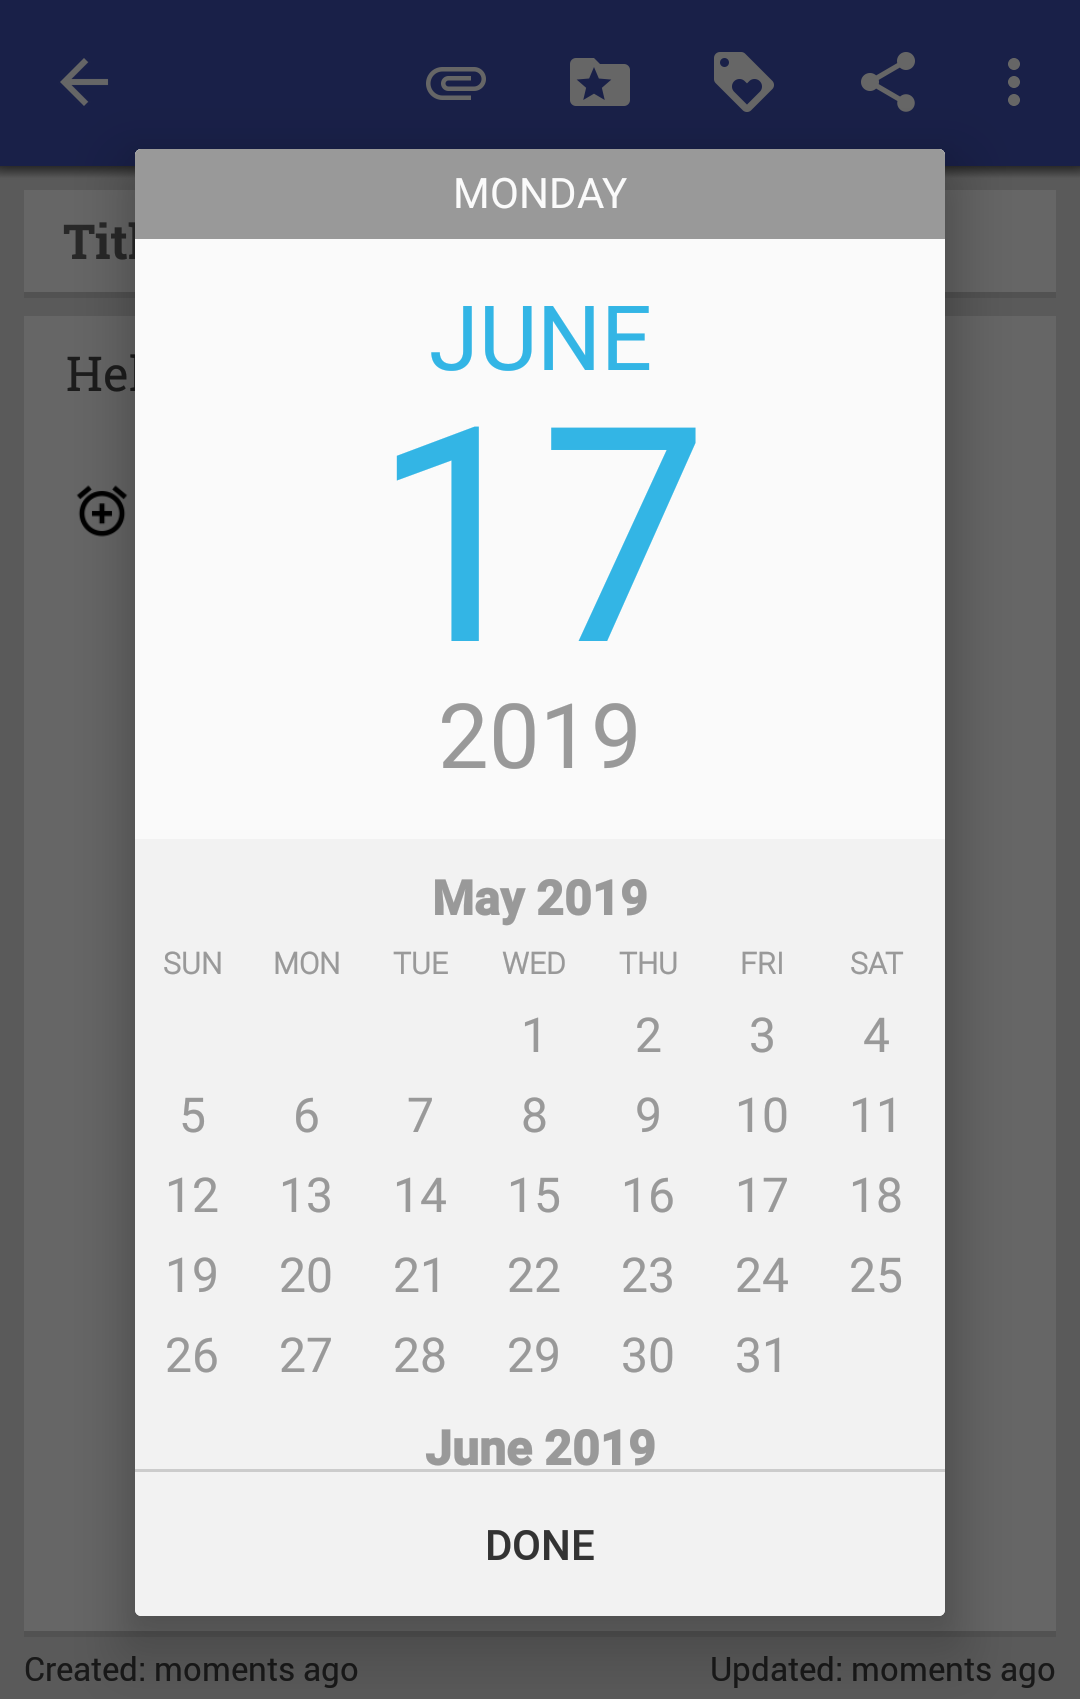 MONDAY
JUNE
17
2019
May 2019
SUN MON TUE WED THU FRI SAT
1 2 3 4
5 6 7 8 9 10 11
12 13 14 15 16 17 18
19 20 21 22 23 24 25
26 27 28 29 30 31
June 2019
DONE
Created: moments ago
Updated: moments ago